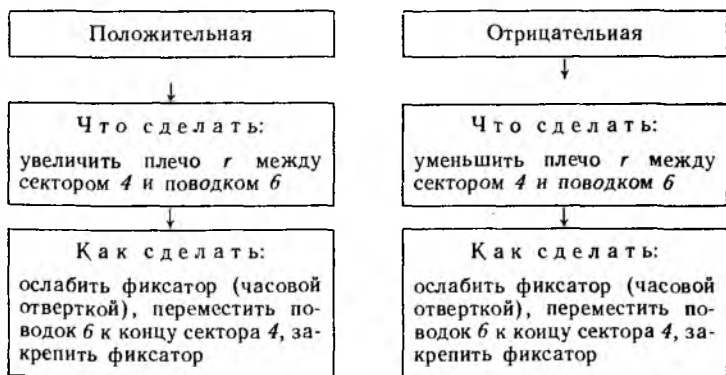 Положительная
Что сделать:
увеличить плечо r между
сектором 4 и поводком 6
Как сделать:
ослабить фиксатор (часовой
отверткой), переместить по-
водок 6 к концу сектора 4, за-
крепить фиксатор
Отрицательная
Что сделать:
уменьшить плечо r между
сектором 4 и поводком 6
Как сделать:
ослабить фиксатор (часовой
отверткой), переместить по-
водок 6 к концу сектора 4, за-
крепить фиксатор